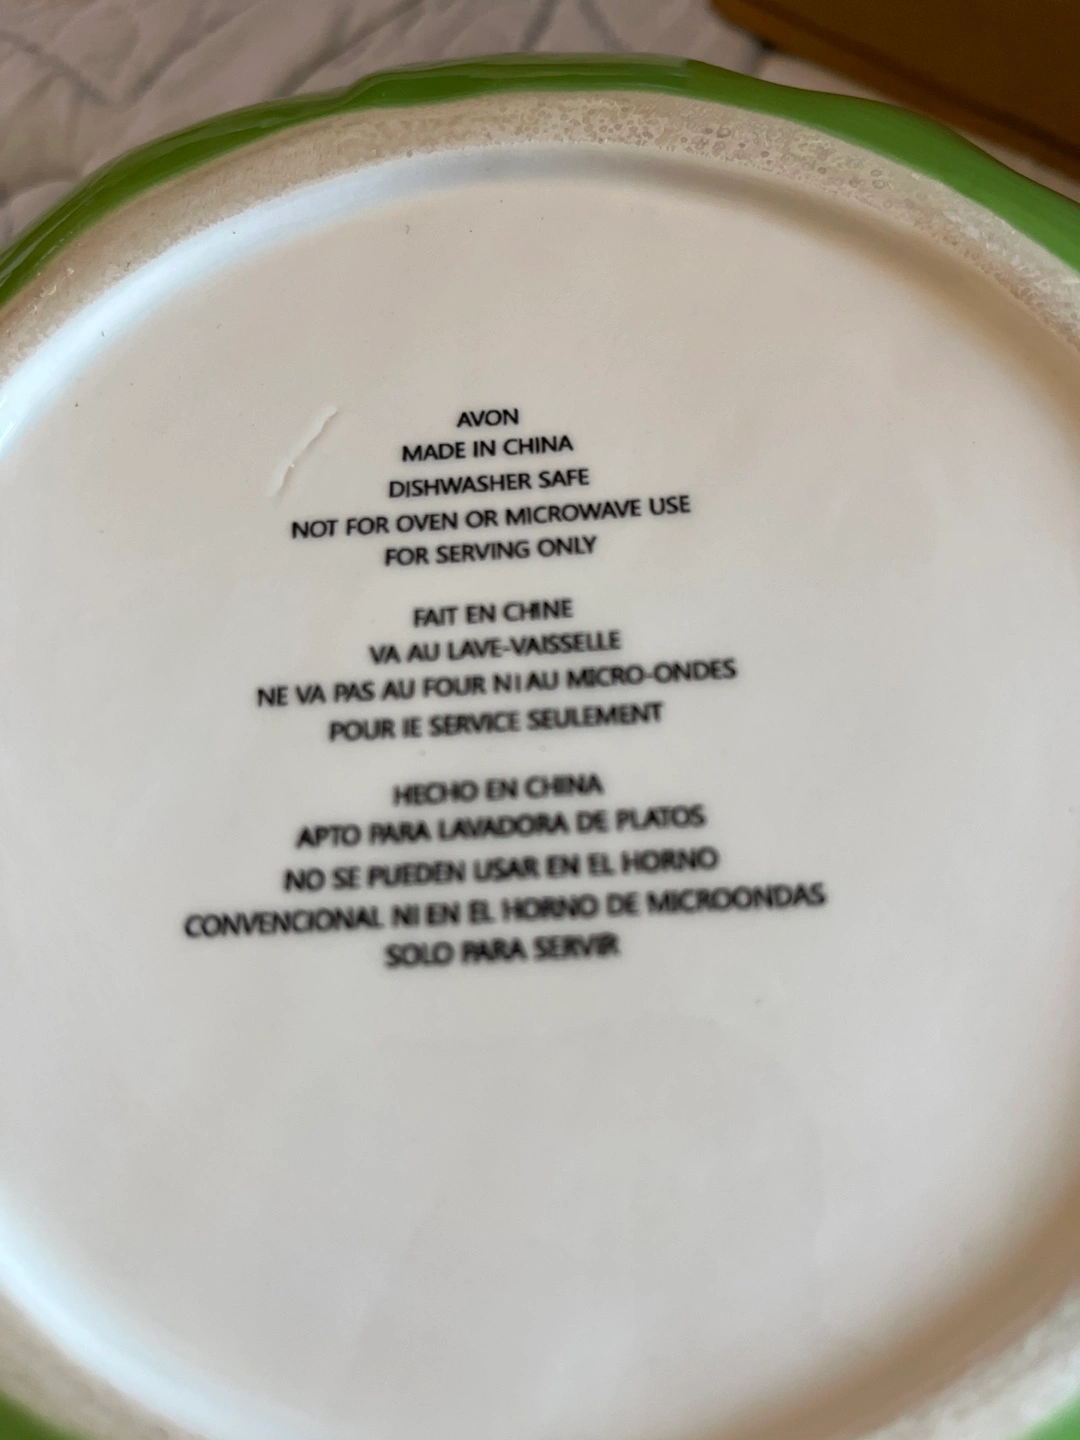 AVON
MADE IN CHINA
DISHWASHER SAFE
NOT FOR OVEN OR MICROWAVE USE
FOR SERVING ONLY
FAIT EN CHINE
VA AU LAVE-VAISSELLE
NE VA PAS AU FOUR NI AU MICRO-ONDES
POUR IE SERVICE SEULEMENT
HECHO EN CHINA
APTO PARA LAVADORA DE PLATOS
NO SE PUEDEN USAR EN EL HORNO
CONVENCIONAL NI EN EL HORNO DE MICROONDAS
SOLO PARA SERVIR